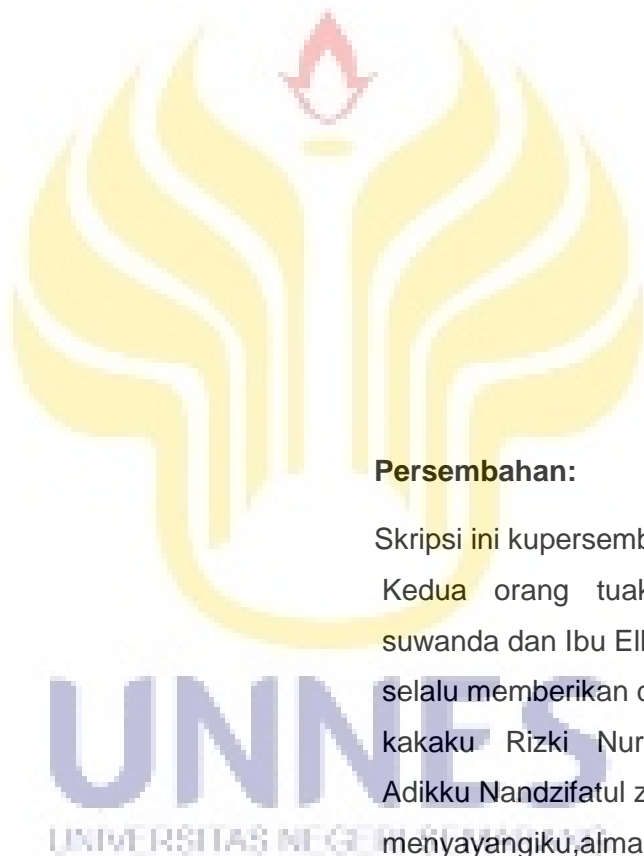 Persembahan:
Skripsi ini kupersemb
Kedua orang tuak
suwanda dan Ibu Ell
selalu memberikan
kakaku Rizki Nur
Adikku Nandzifatul
menyayangiku,alma
UNNES
UNIVERSITAS NEGERI